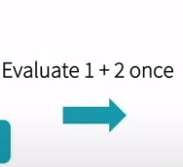 Evaluate 1 + 2 once